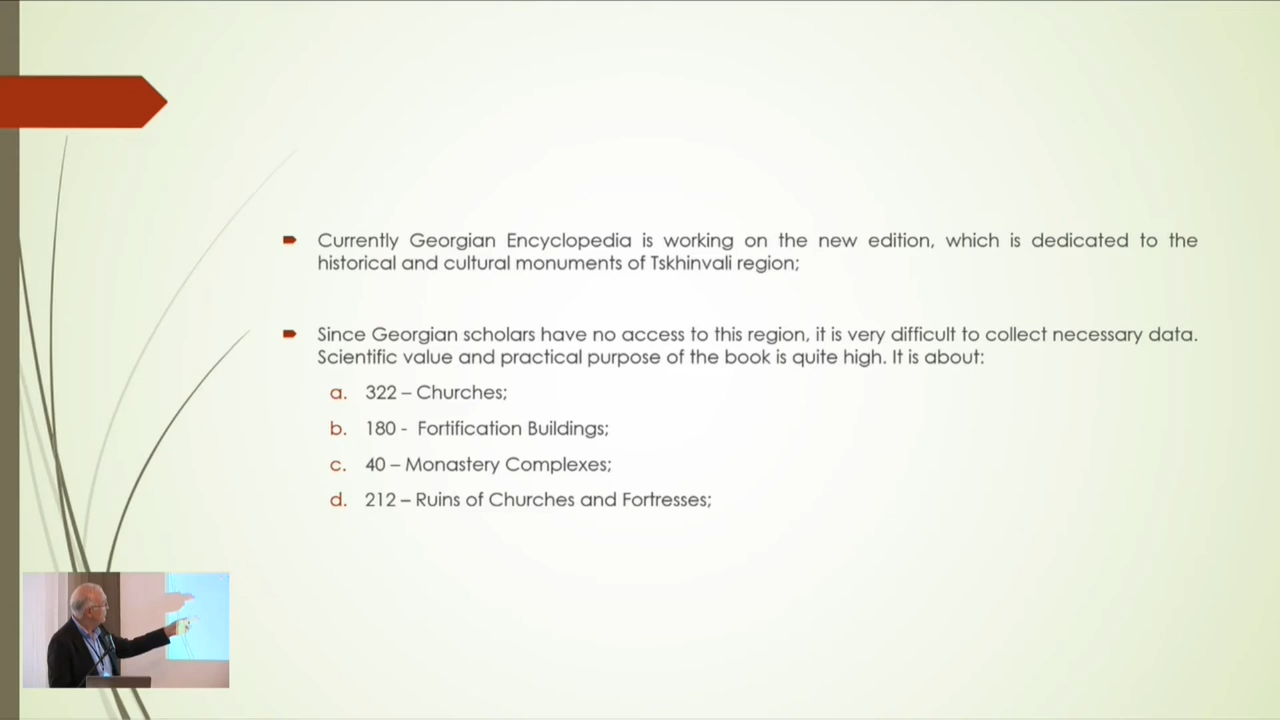 Currently Georgian Encyclopedia is working on the new edition, which is dedicated to the
historical and cultural monuments of Tskhinvali region;
Since Georgian scholars have no access to this region, it is very difficult to collect necessary data.
Scientific value and practical purpose of the book is quite high. It is about:
a. 322 – Churches;
b. 180 - Fortification Buildings;
c. 40 – Monastery Complexes;
d. 212 – Ruins of Churches and Fortresses;